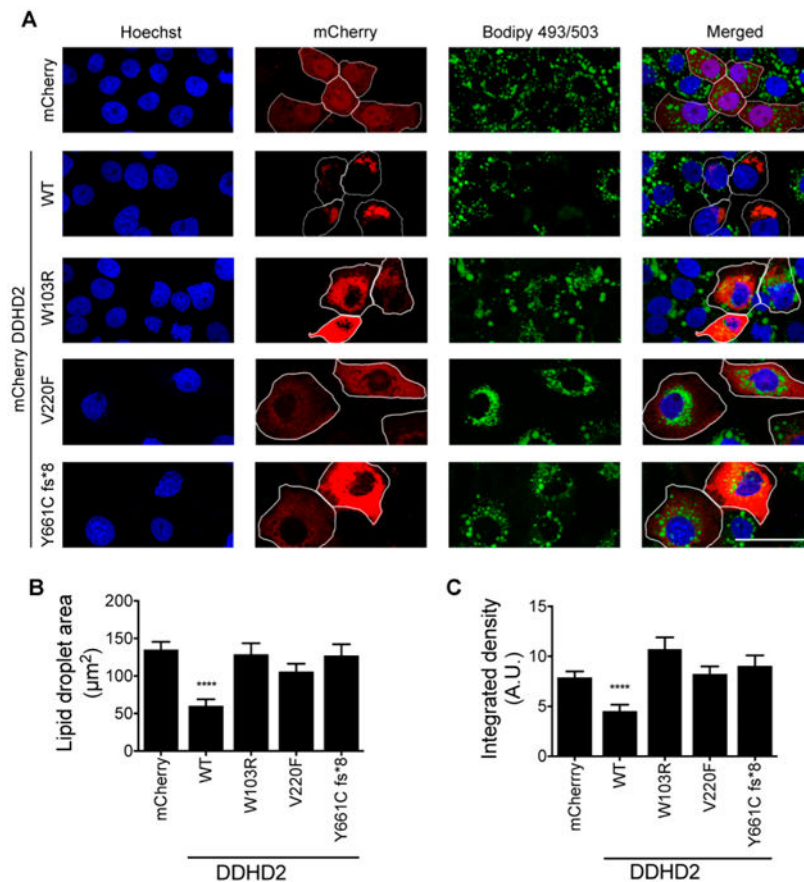 A
Hoechst mCherry Bodipy 493/503 Merged
mCherry
mCherry DDHD2
WT
W103R
V220F
Y661C fs*8
B
Lipid droplet area
(µm²)
200
150
100
50
0
****
mCherry
WT
W103R
V220F
Y661C fs*8
DDHD2
C
Integrated density
(A.U.)
15
10
5
0
****
mCherrry
WT
W103R
V220F
Y661C fs*8
DDHD2